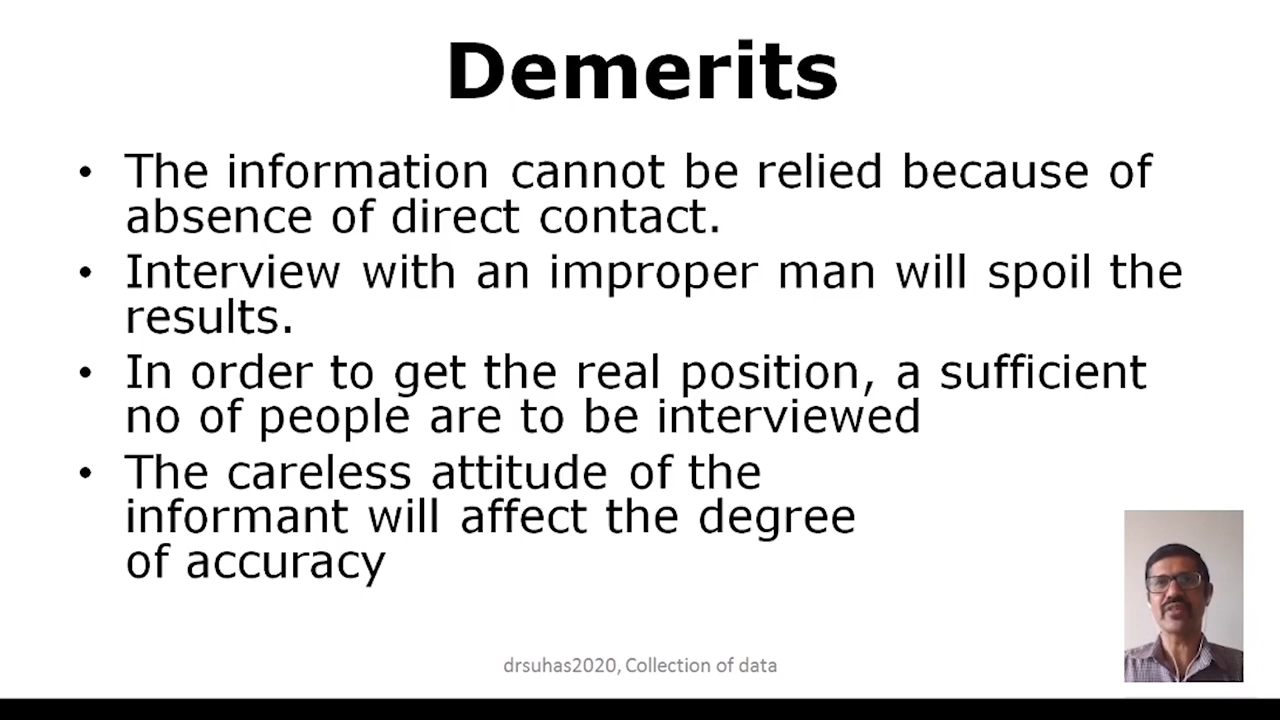 Demerits
• The information cannot be relied because of
absence of direct contact.
• Interview with an improper man will spoil the
results.
• In order to get the real position, a sufficient
no of people are to be interviewed
• The careless attitude of the
informant will affect the degree
of accuracy
drsuhas2020, Collection of data